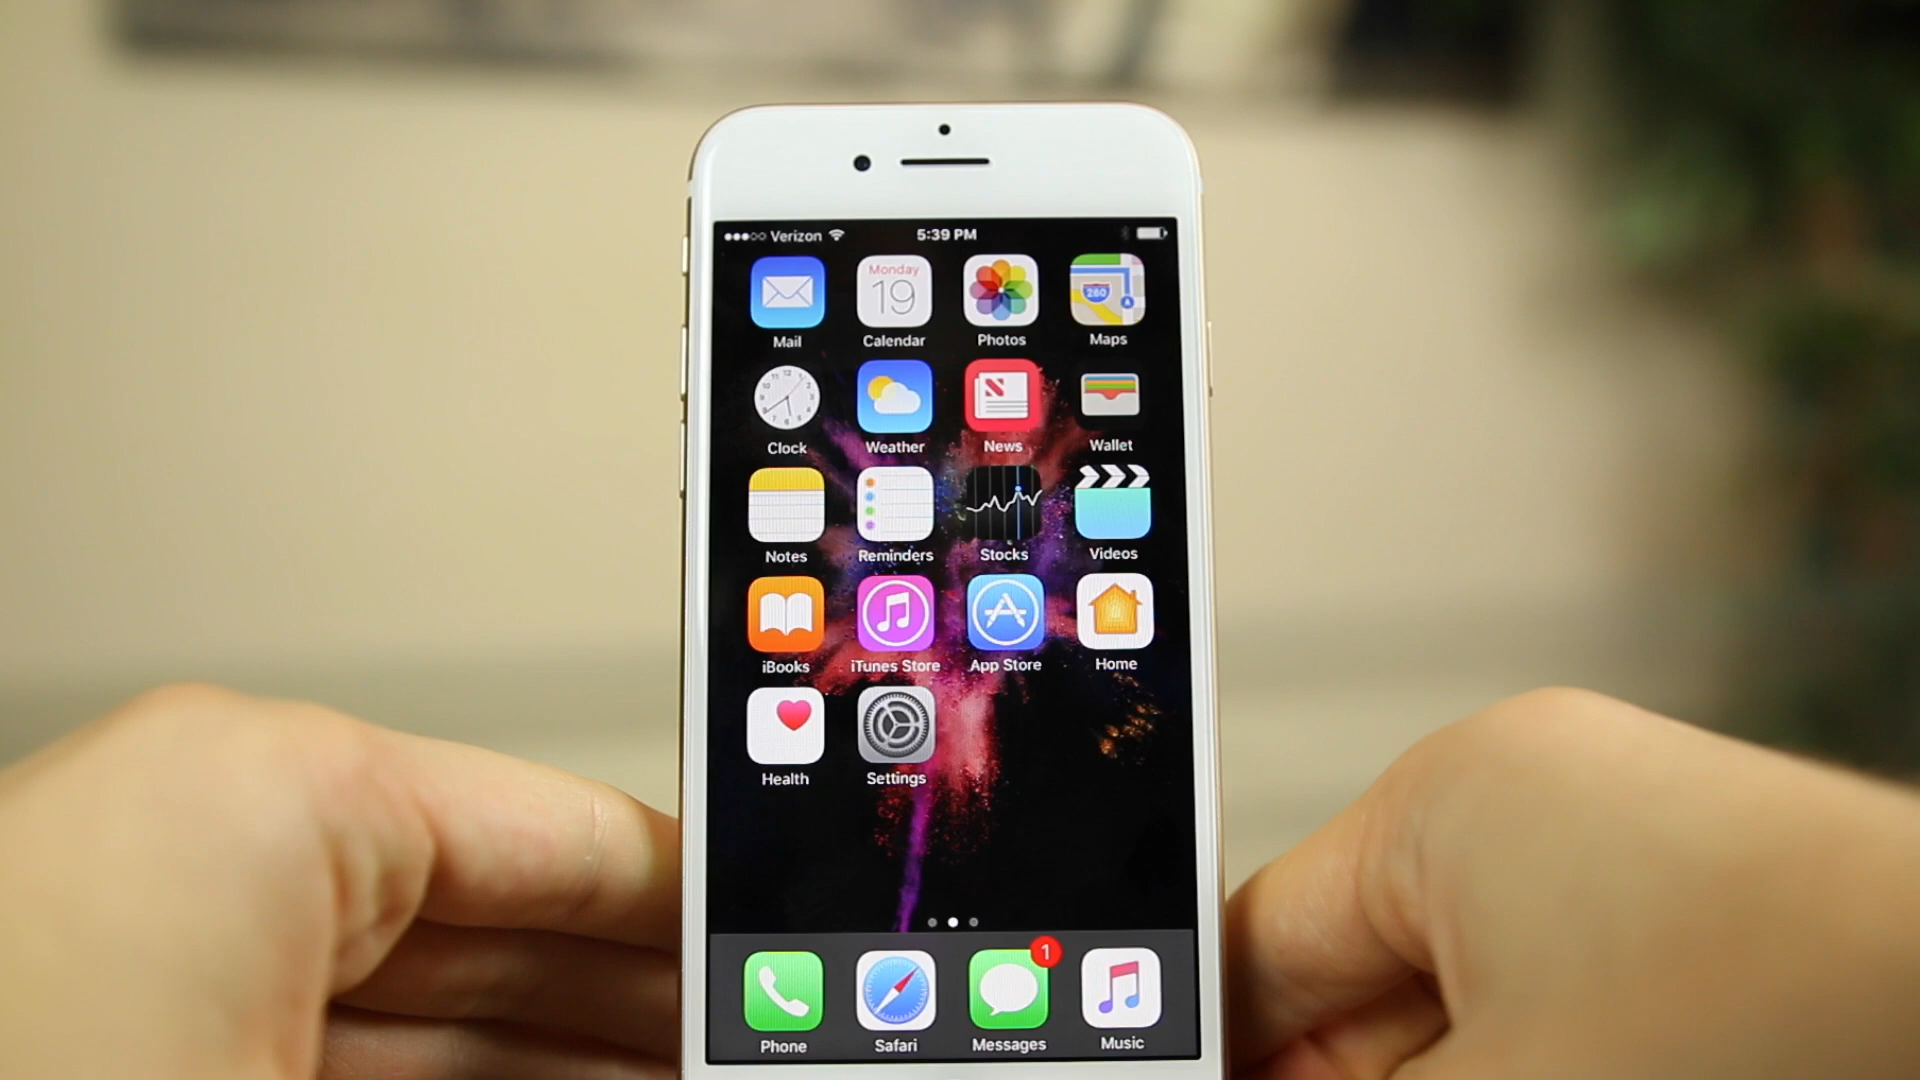 Verizon 5:39 PM
Monday
19
280
Mail Calendar Photos Maps
Clock Weather News Wallet
Notes Reminders Stocks Videos
iBooks iTunes Store App Store Home
Health Settings
1
Phone Safari Messages Music